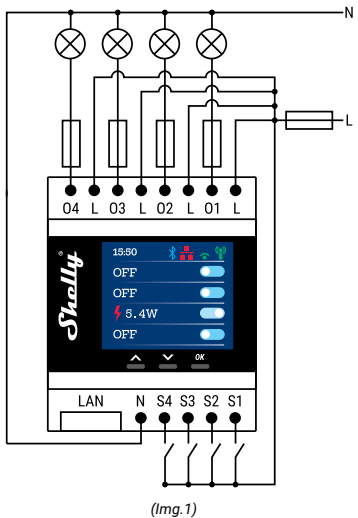 N
L
O4 L O3 L O2 L O1 L
Shelly®
15:50
OFF
OFF
5.4W
OFF
OK
LAN N S4 S3 S2 S1
(Img.1)